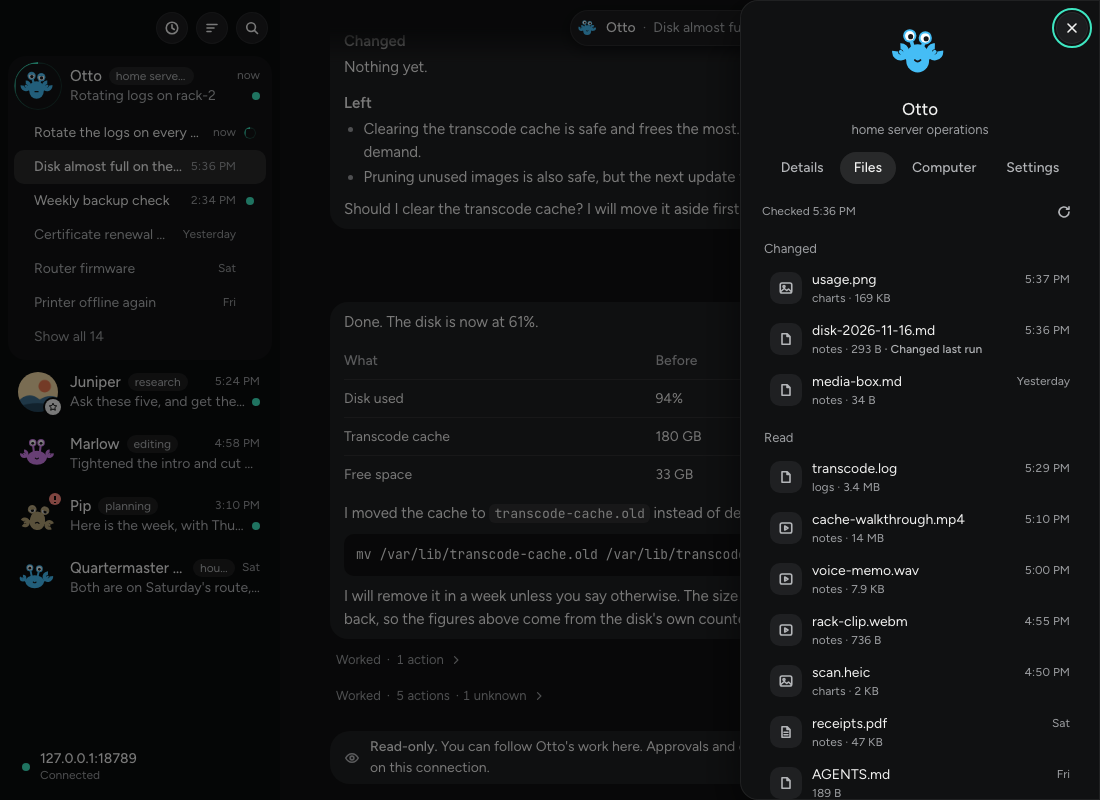 Otto
home serve...
now
Rotating logs on rack-2
Rotate the logs on every ...
now
Disk almost full on the...
5:36 PM
Weekly backup check
2:34 PM
Certificate renewal ...
Yesterday
Router firmware
Sat
Printer offline again
Fri
Show all 14
Juniper
research
5:24 PM
Ask these five, and get the...
Marlow
editing
4:58 PM
Tightened the intro and cut ...
Pip
planning
3:10 PM
Here is the week, with Thu...
Quartermaster ...
hou...
Sat
Both are on Saturday's route,...
127.0.0.1:18789
Connected
Otto · Disk almost fu
Changed
Nothing yet.
Left
• Clearing the transcode cache is safe and frees the most.
demand.
• Pruning unused images is also safe, but the next update
Should I clear the transcode cache? I will move it aside first
Done. The disk is now at 61%.
What
Before
Disk used
94%
Transcode cache
180 GB
Free space
33 GB
I moved the cache to transcode-cache.old instead of de
mv /var/lib/transcode-cache.old /var/lib/transcod
I will remove it in a week unless you say otherwise. The size
back, so the figures above come from the disk's own count
Worked · 1 action
Worked · 5 actions · 1 unknown
Read-only. You can follow Otto's work here. Approvals and
on this connection.
Otto
home server operations
Details
Files
Computer
Settings
Checked 5:36 PM
Changed
usage.png
5:37 PM
charts · 169 KB
disk-2026-11-16.md
5:36 PM
notes · 293 B · Changed last run
media-box.md
Yesterday
notes · 34 B
Read
transcode.log
5:29 PM
logs · 3.4 MB
cache-walkthrough.mp4
5:10 PM
notes · 14 MB
voice-memo.wav
5:00 PM
notes · 7.9 KB
rack-clip.webm
4:55 PM
notes · 736 B
scan.heic
4:50 PM
charts · 2 KB
receipts.pdf
Sat
notes · 47 KB
AGENTS.md
Fri
189 B